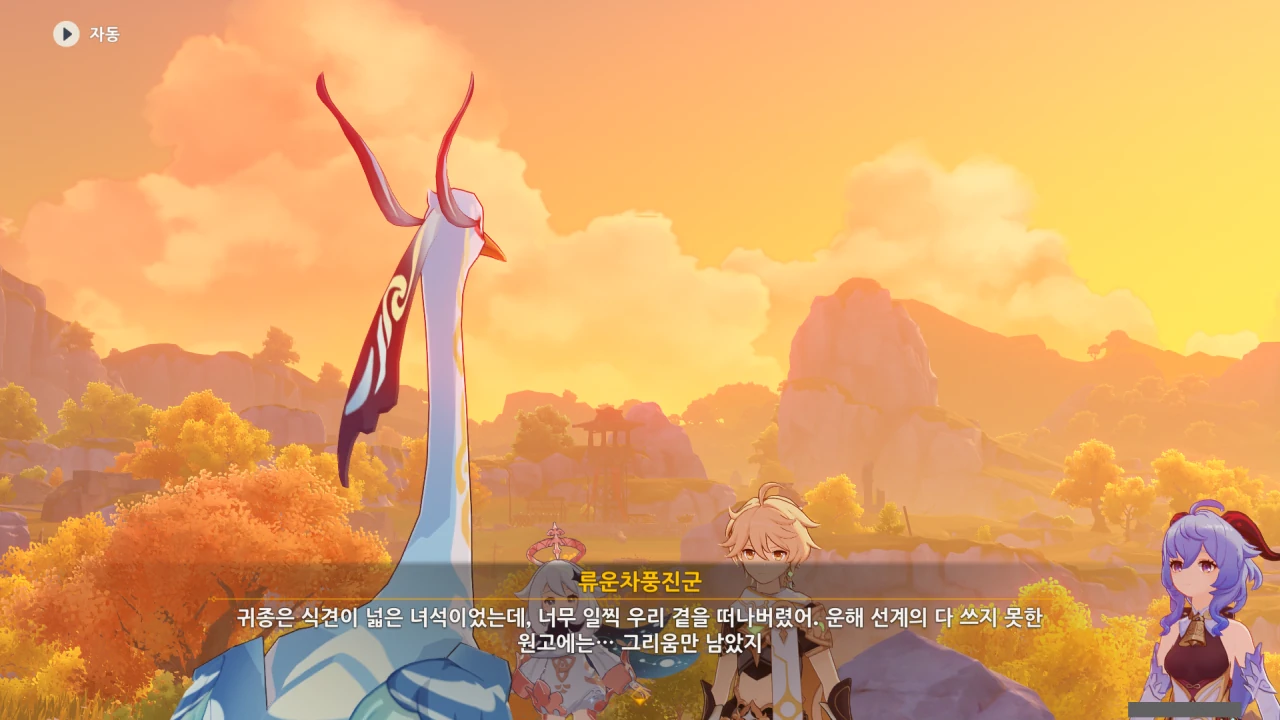 자동
류운차풍진군
귀종은 식견이 넓은 녀석이었는데, 너무 일찍 우리 곁을 떠나버렸어. 운해 선계의 다 쓰지 못한
원고에는… 그리움만 남았지